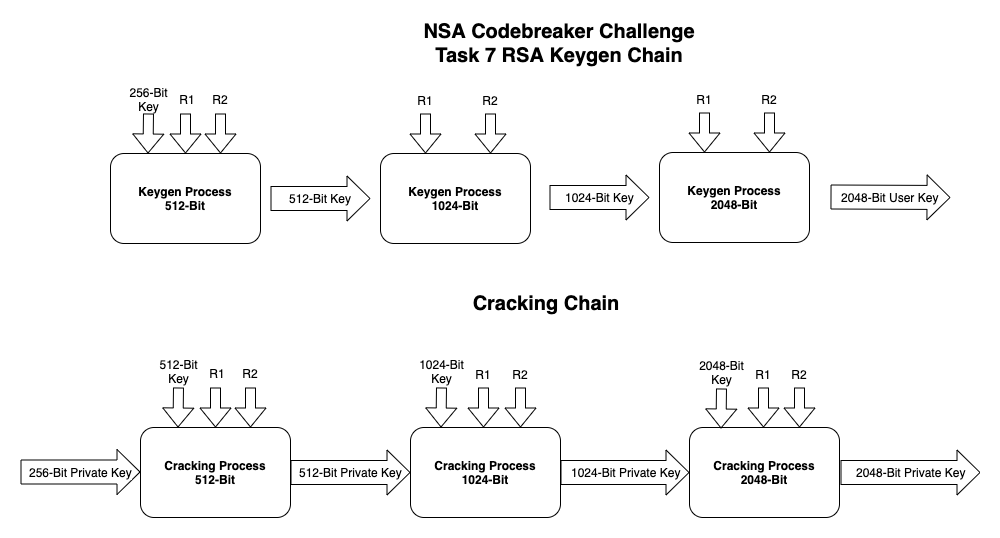 NSA Codebreaker Challenge
Task 7 RSA Keygen Chain
256-Bit
Key
R1
R2
R1
R2
R1
R2
Keygen Process
512-Bit
512-Bit Key
Keygen Process
1024-Bit
1024-Bit Key
Keygen Process
2048-Bit
2048-Bit User Key
Cracking Chain
512-Bit
Key
R1
R2
1024-Bit
Key
R1
R2
2048-Bit
Key
R1
R2
256-Bit Private Key
Cracking Process
512-Bit
512-Bit Private Key
Cracking Process
1024-Bit
1024-Bit Private Key
Cracking Process
2048-Bit
2048-Bit Private Key